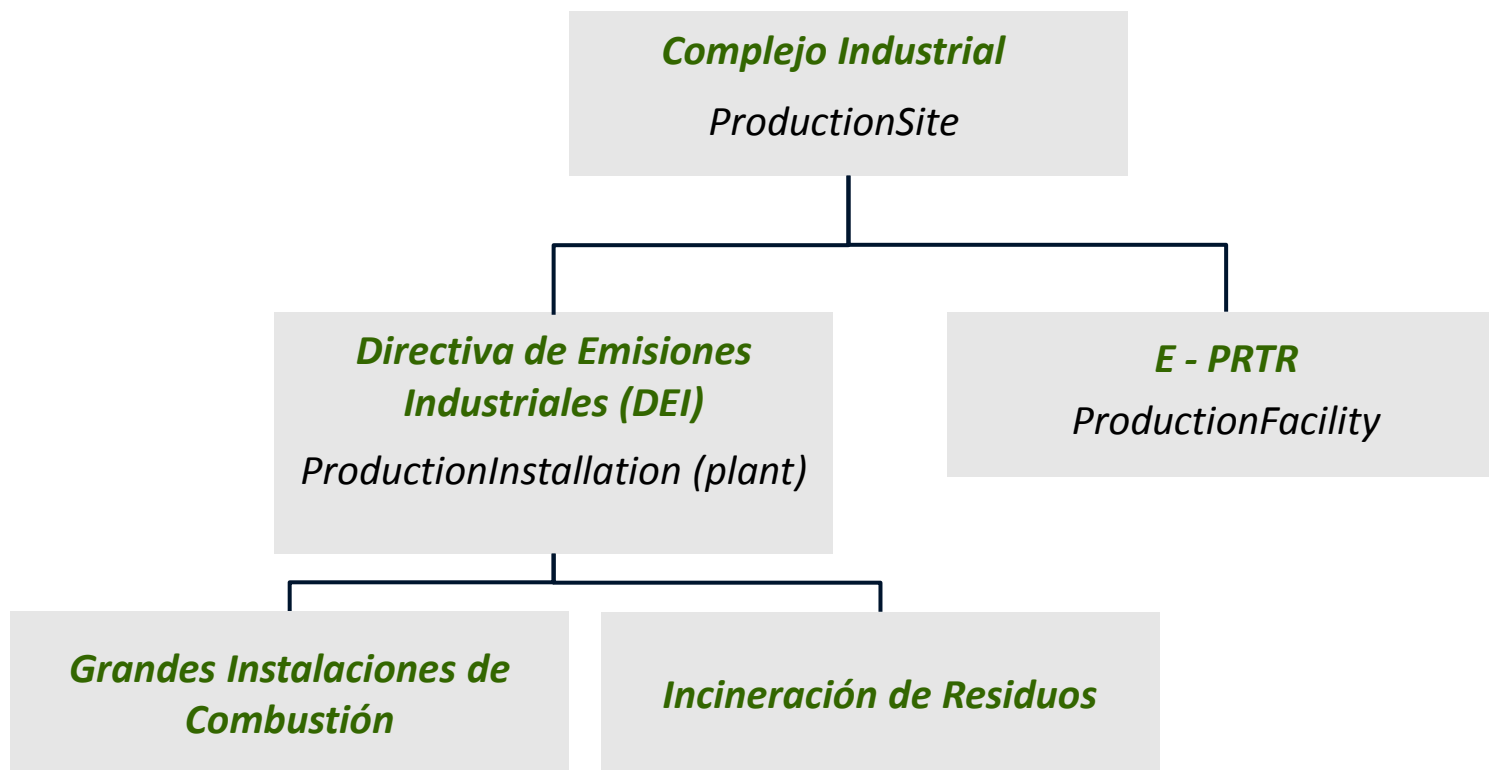 Complejo Industrial
ProductionSite
Directiva de Emisiones
Industriales (DEI)
ProductionInstallation (plant)
E - PRTR
ProductionFacility
Grandes Instalaciones de
Combustión
Incineración de Residuos